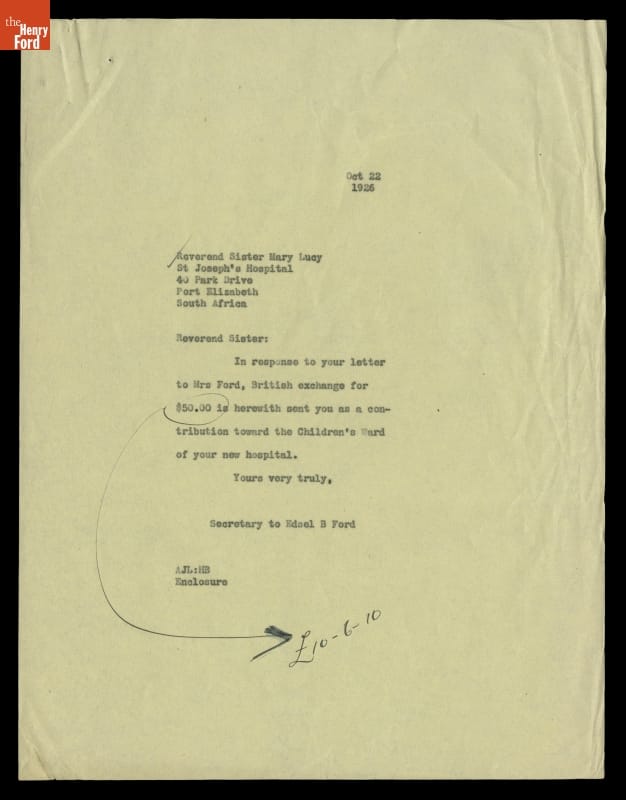 the
Henry
Ford
Oct 22
1926
Reverend Sister Mary Lucy
St Joseph's Hospital
40 Park Drive
Port Elizabeth
South Africa
Reverend Sister:
In response to your letter
to Mrs Ford, British exchange for
$50.00 is herewith sent you as a con-
tribution toward the Children's Ward
of your new hospital.
Yours very truly,
Secretary to Edsel B Ford
AJL:HB
Enclosure
£10-6-10